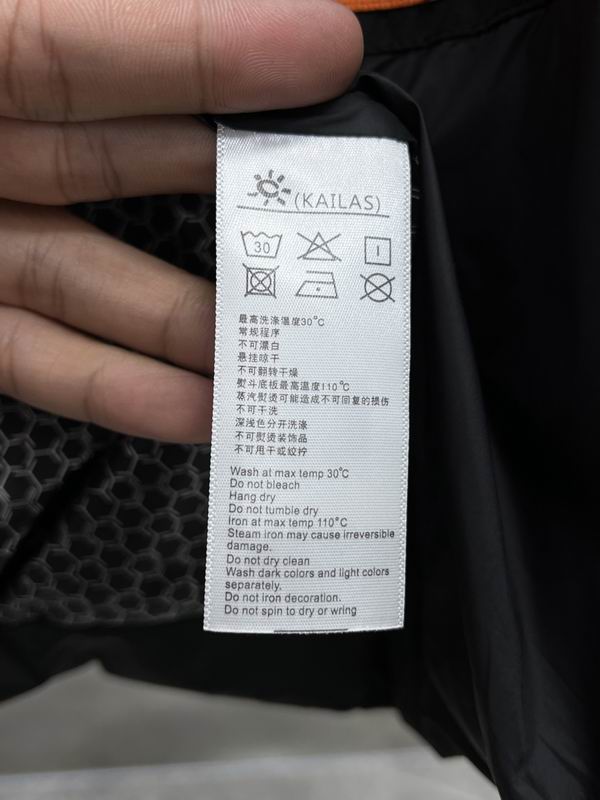 (KAILAS)
30
最高洗涤温度30℃
常规程序
不可漂白
悬挂晾干
不可翻转干燥
熨斗底板最高温度110℃
蒸汽熨烫可能造成不可回复的损伤
不可干洗
深浅色分开洗涤
不可熨烫装饰品
不可甩干或绞拧
Wash at max temp 30℃
Do not bleach
Hang dry
Do not tumble dry
Iron at max temp 110°C
Steam iron may cause irreversible
damage.
Do not dry clean
Wash dark colors and light colors
separately.
Do not iron decoration.
Do not spin to dry or wring